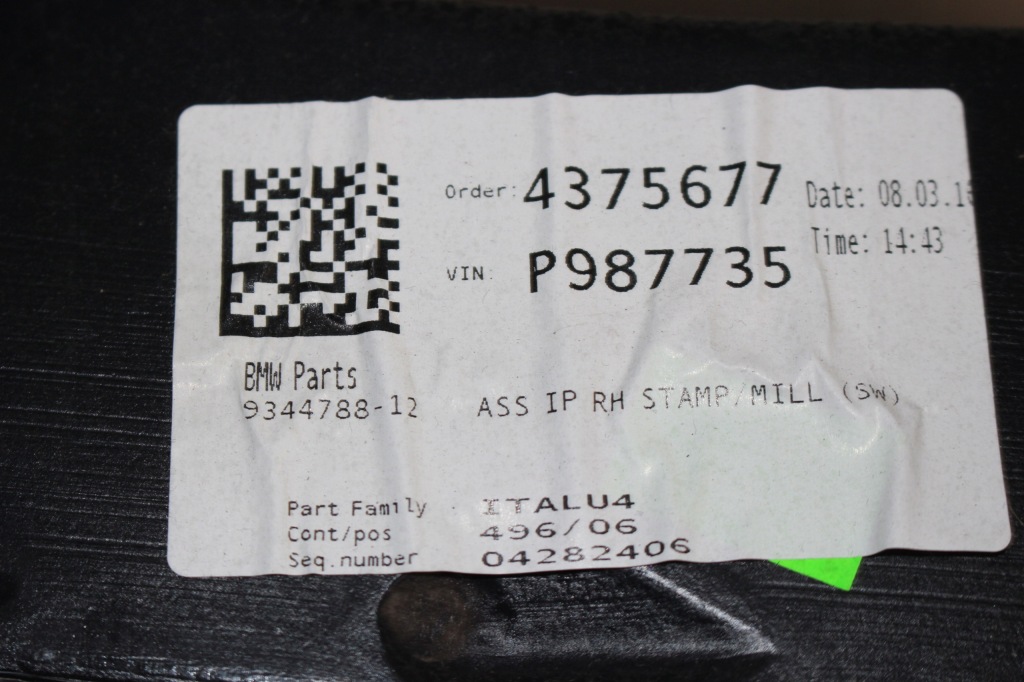 Order: 4375677
Date: 08.03.
Time: 14:43
VIN: P987735
BMW Parts
9344788-12
ASS IP RH STAMP/MILL (SW)
Part Family ITALU4
Cont/pos 496/06
Seq.number 04282406